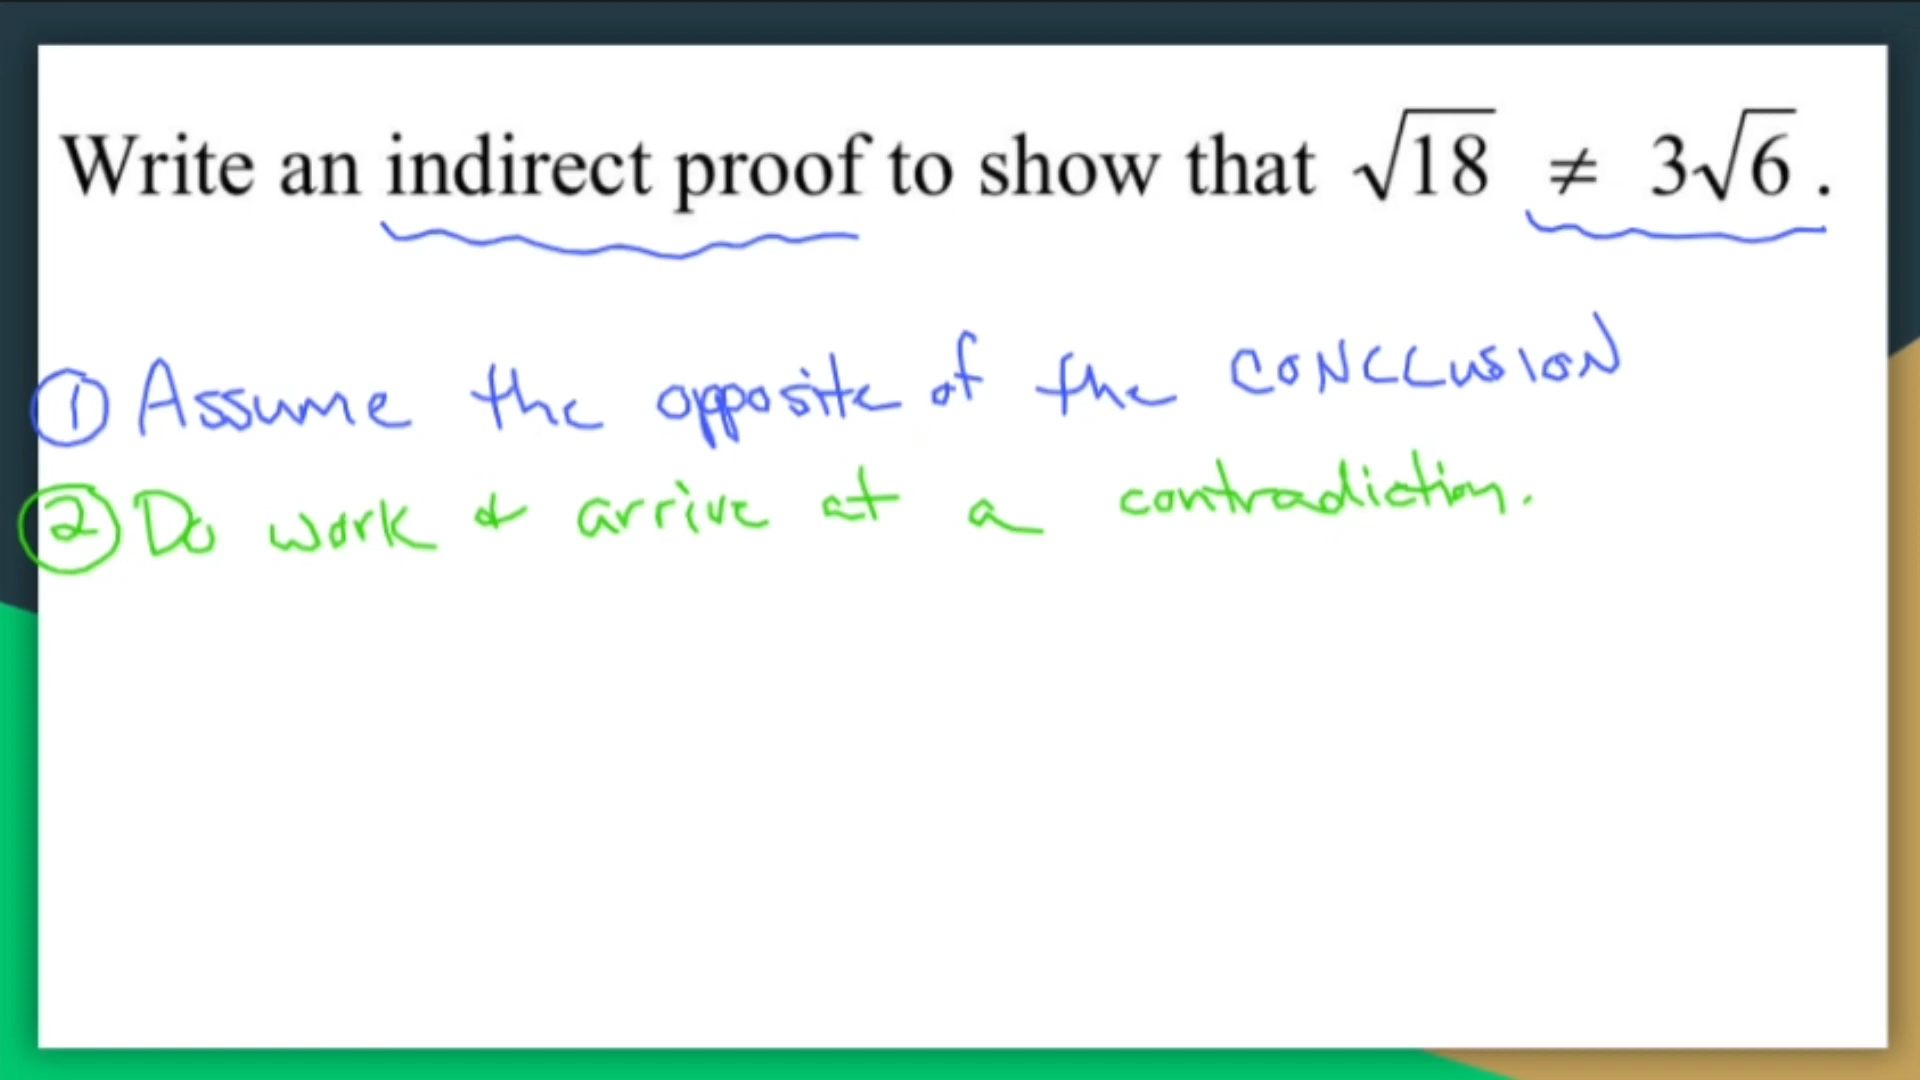 Write an indirect proof to show that √18 ≠ 3√6.
① Assume the opposite of the CONCLUSION
② Do work & arrive at a contradiction.